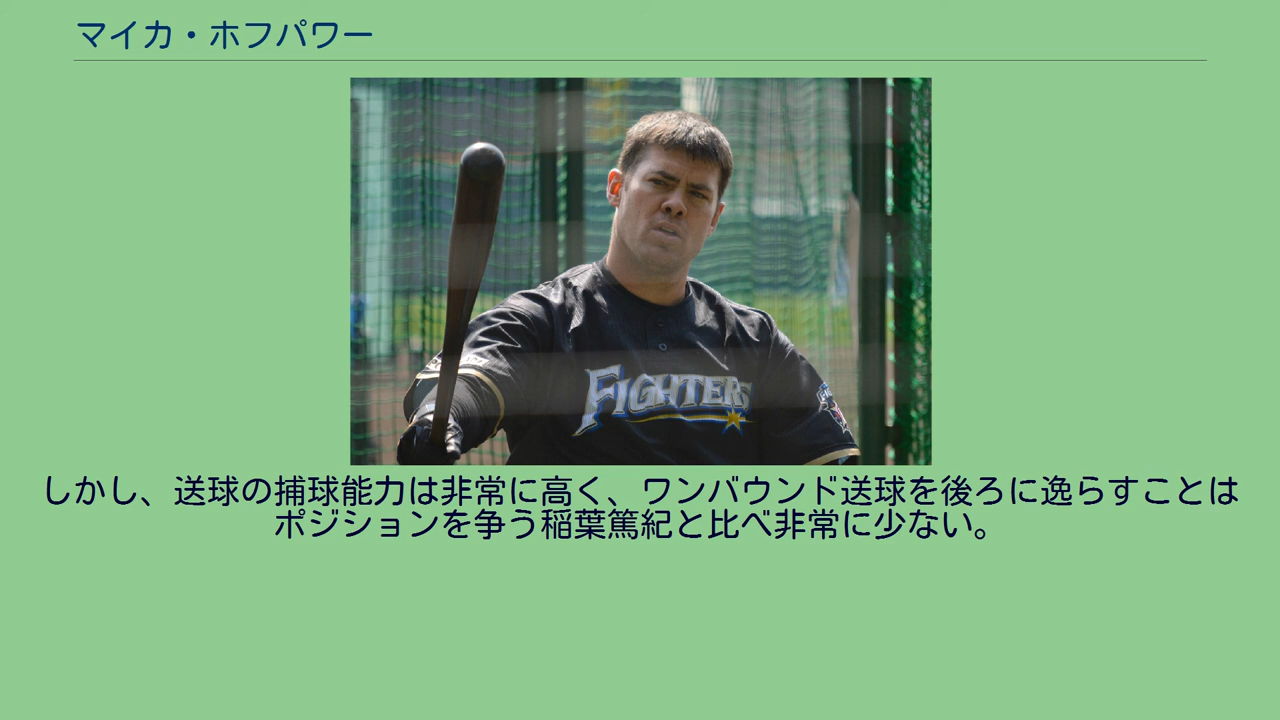 マイカ・ホフパワー
FIGHTERS
しかし、送球の捕球能力は非常に高く、ワンバウンド送球を後ろに逸らすことは
ポジションを争う稲葉篤紀と比べ非常に少ない。